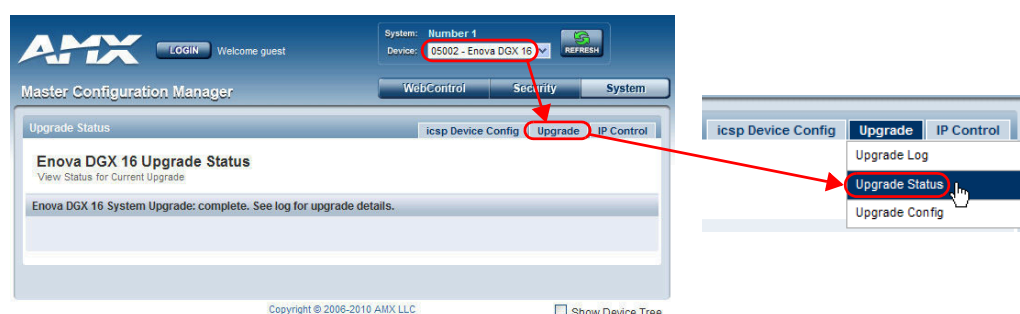 System: Number 1
AMX LOGIN Welcome guest
Device: 05002 - Enova DGX 16 REFRESH
Master Configuration Manager
WebControl Security System
Upgrade Status
icsp Device Config Upgrade IP Control
Enova DGX 16 Upgrade Status
View Status for Current Upgrade
Enova DGX 16 System Upgrade: complete. See log for upgrade details.
Copyright © 2006-2010 AMX LLC
Show Device Tree
icsp Device Config Upgrade IP Control
Upgrade Log
Upgrade Status
Upgrade Config